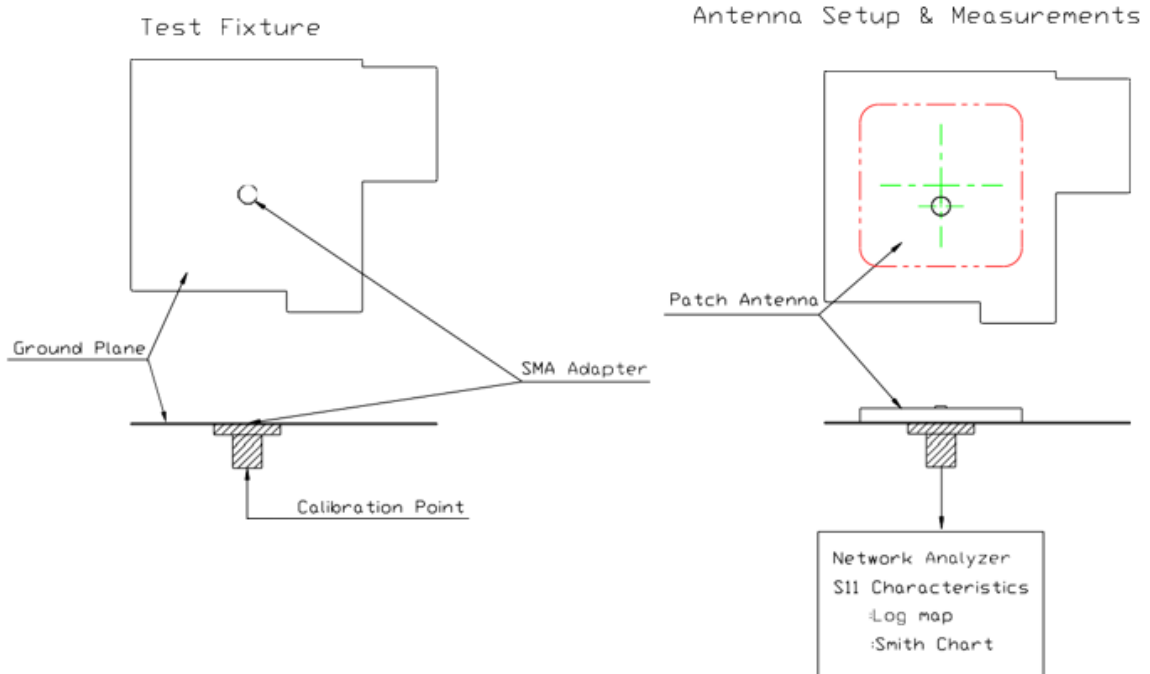 Test Fixture
Antenna Setup & Measurements
Ground Plane
SMA Adapter
Calibration Point
Patch Antenna
Network Analyzer
S11 Characteristics
:Log map
:Smith Chart